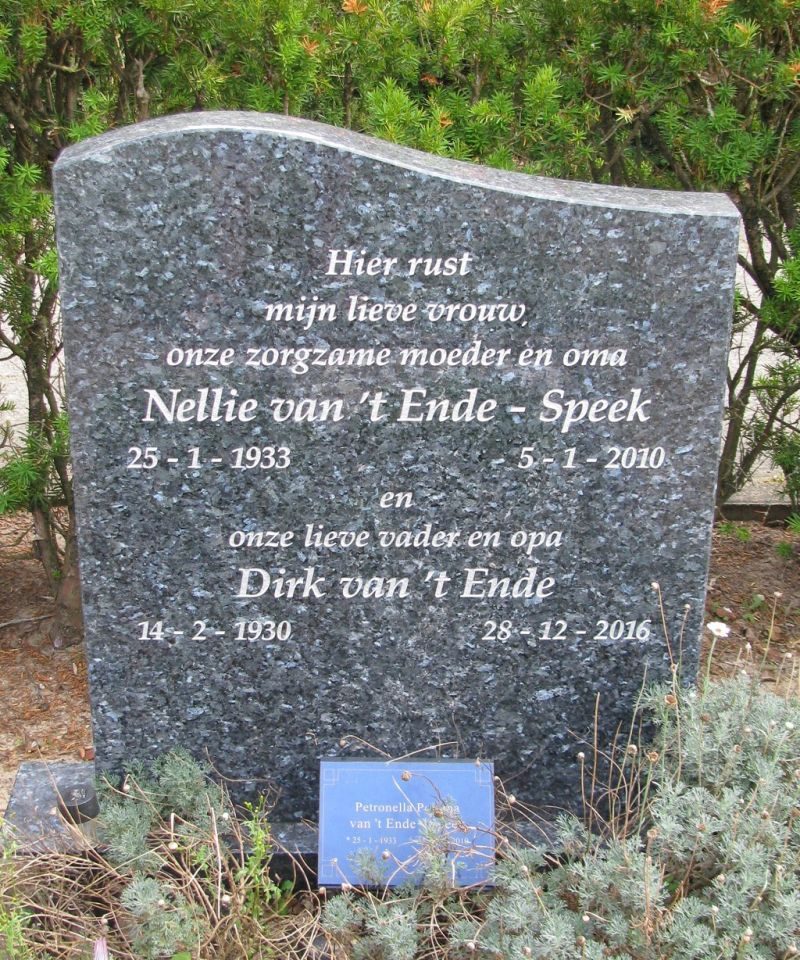 Hier rust
mijn lieve vrouw,
onze zorgzame moeder en oma
Nellie van 't Ende - Speek
25 - 1 - 1933 - 5 - 1 - 2010
en
onze lieve vader en opa
Dirk van 't Ende
14 - 2 - 1930 28 - 12 - 2016
Petronella
van 't Ende
* 25 - 1 - 1933